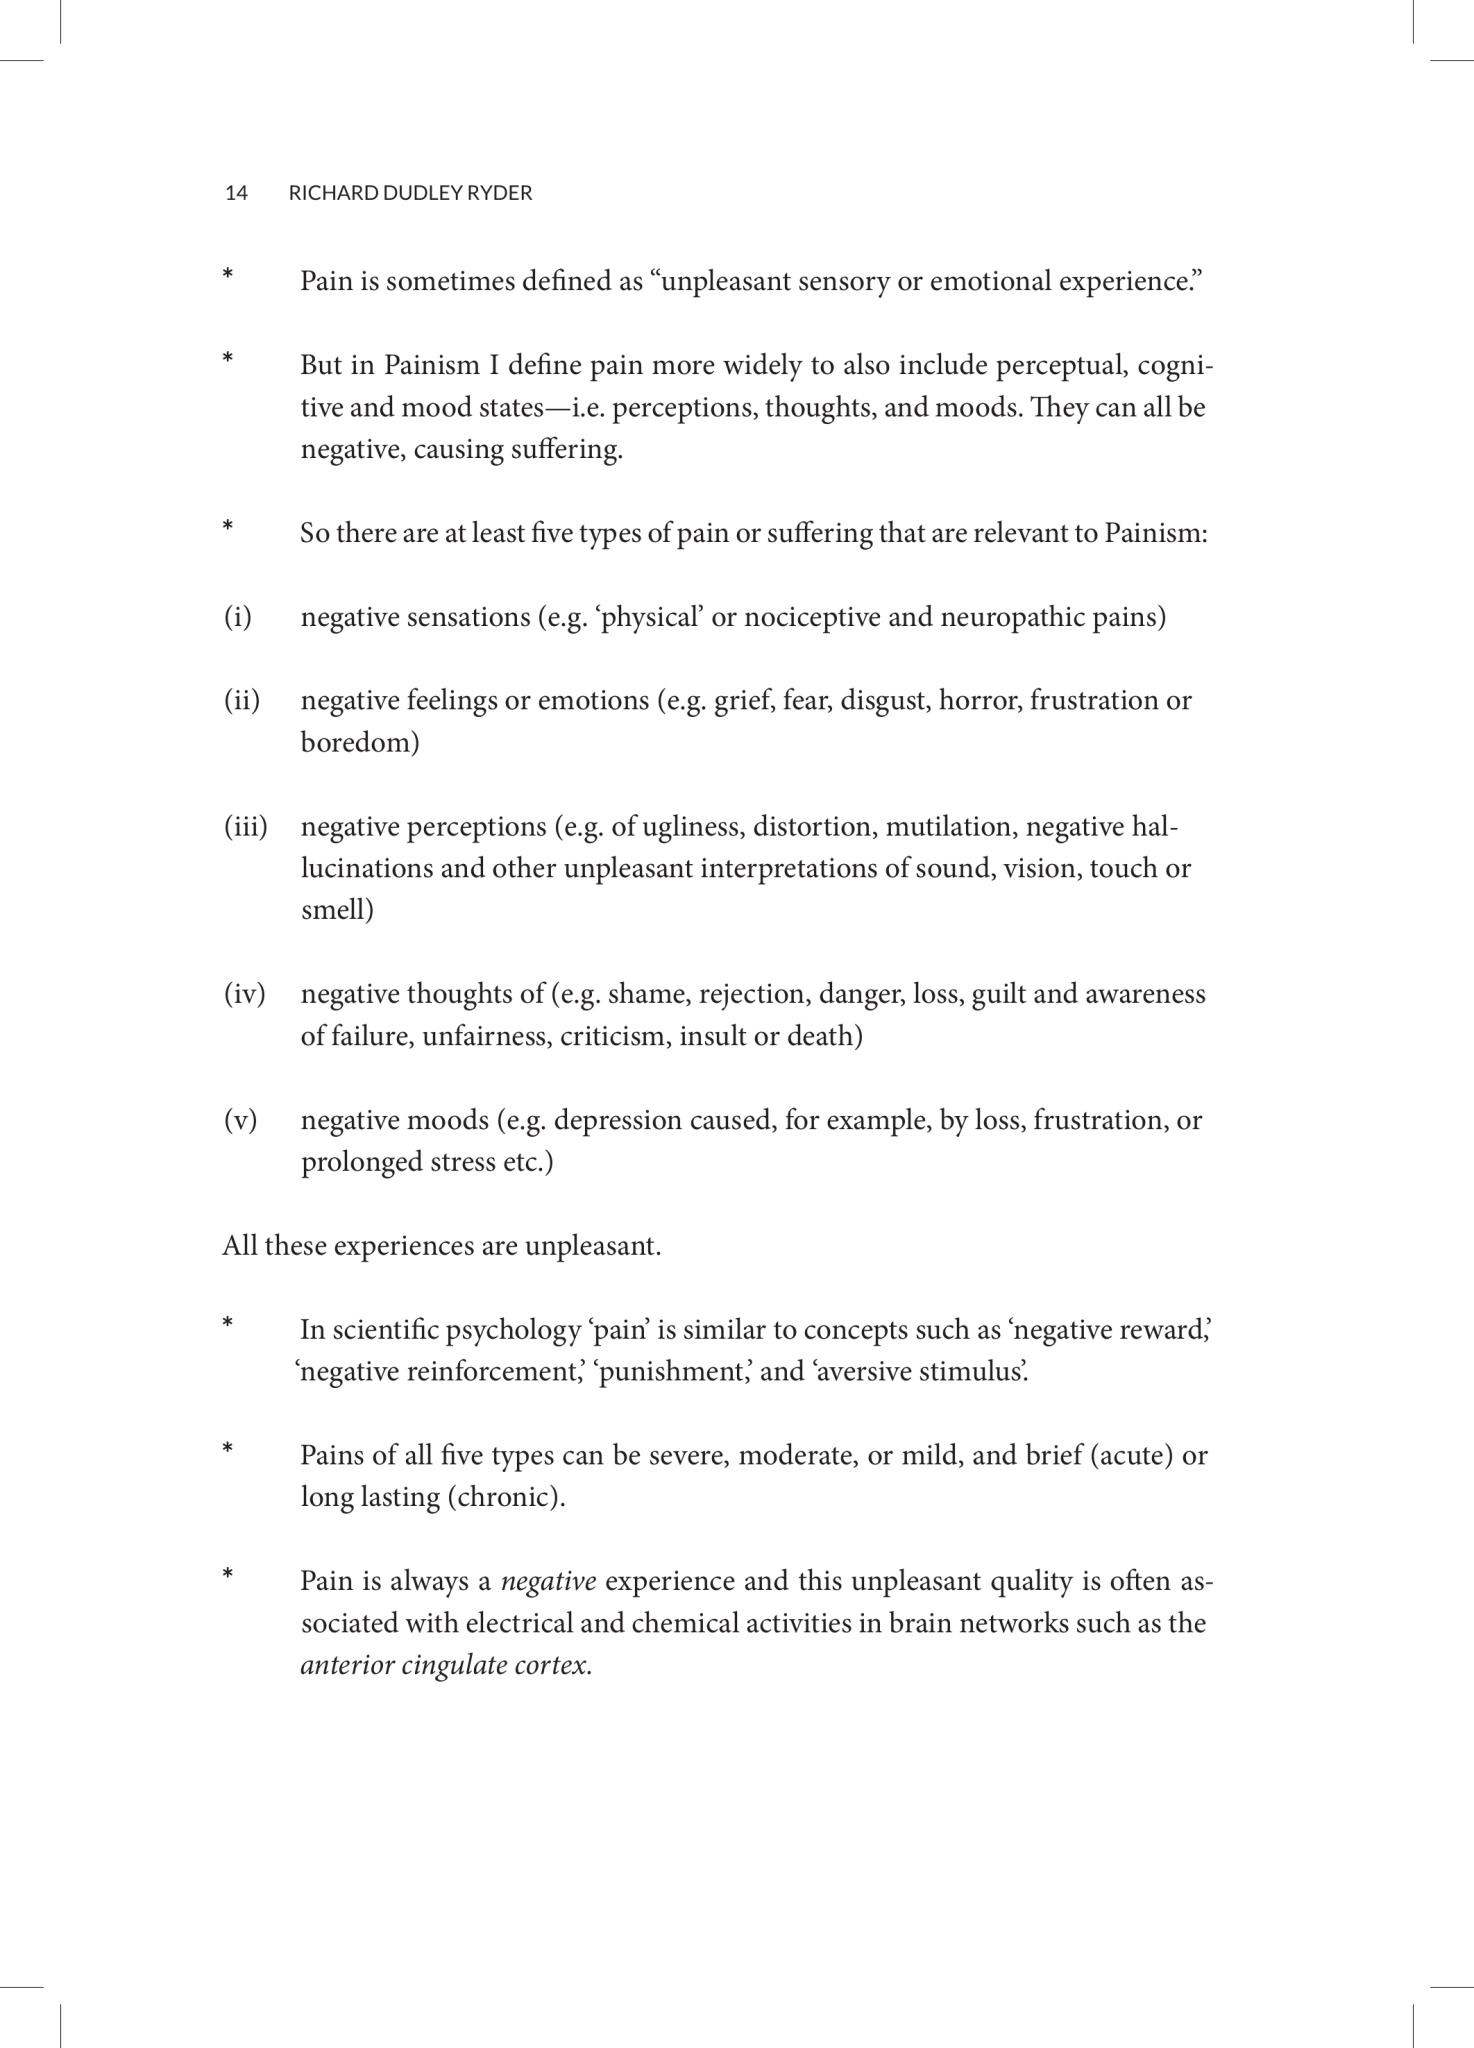 14 RICHARD DUDLEY RYDER
* Pain is sometimes defined as “unpleasant sensory or emotional experience.”
* But in Painism I define pain more widely to also include perceptual, cogni-
tive and mood states—i.e. perceptions, thoughts, and moods. They can all be
negative, causing suffering.
* So there are at least five types of pain or suffering that are relevant to Painism:
(i) negative sensations (e.g. ‘physical’ or nociceptive and neuropathic pains)
(ii) negative feelings or emotions (e.g. grief, fear, disgust, horror, frustration or
boredom)
(iii) negative perceptions (e.g. of ugliness, distortion, mutilation, negative hal-
lucinations and other unpleasant interpretations of sound, vision, touch or
smell)
(iv) negative thoughts of (e.g. shame, rejection, danger, loss, guilt and awareness
of failure, unfairness, criticism, insult or death)
(v) negative moods (e.g. depression caused, for example, by loss, frustration, or
prolonged stress etc.)
All these experiences are unpleasant.
* In scientific psychology ‘pain’ is similar to concepts such as ‘negative reward,’
‘negative reinforcement,’ ‘punishment,’ and ‘aversive stimulus’.
* Pains of all five types can be severe, moderate, or mild, and brief (acute) or
long lasting (chronic).
* Pain is always a negative experience and this unpleasant quality is often as-
sociated with electrical and chemical activities in brain networks such as the
anterior cingulate cortex.